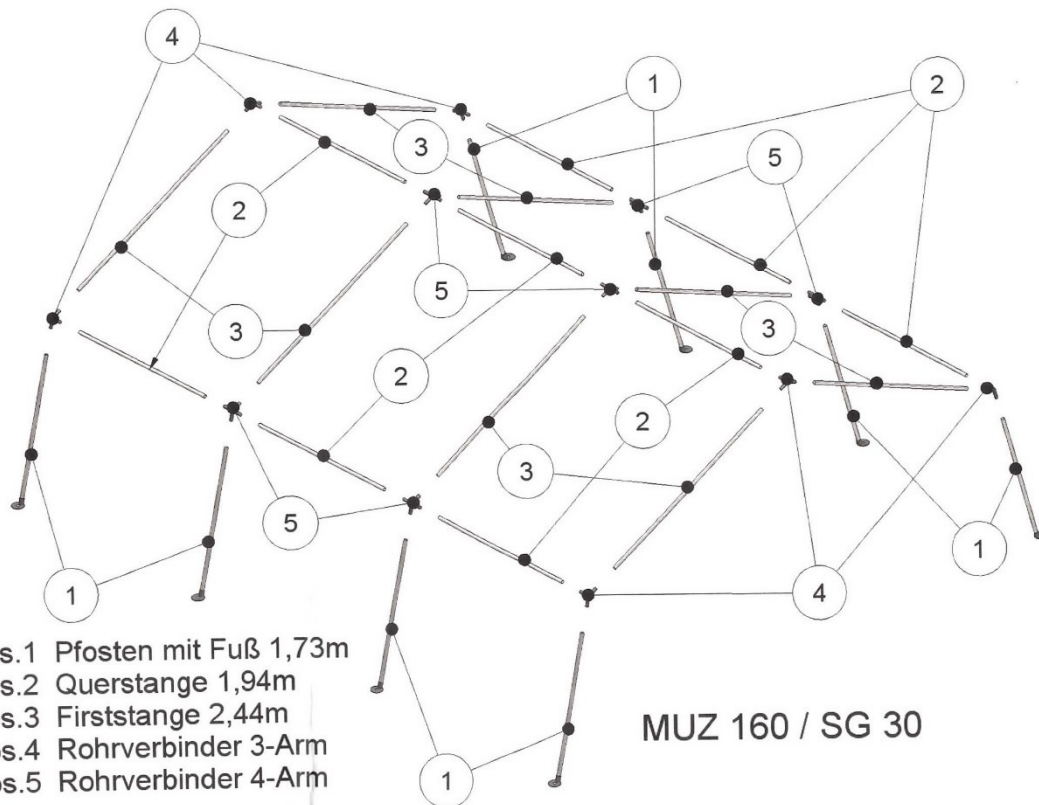 4
1
2
3
5
2
5
3
3
2
2
3
5
1
1
4
s.1 Pfosten mit Fuß 1,73m
s.2 Querstange 1,94m
s.3 Firststange 2,44m
os.4 Rohrverbinder 3-Arm
os.5 Rohrverbinder 4-Arm
MUZ 160 / SG 30
1